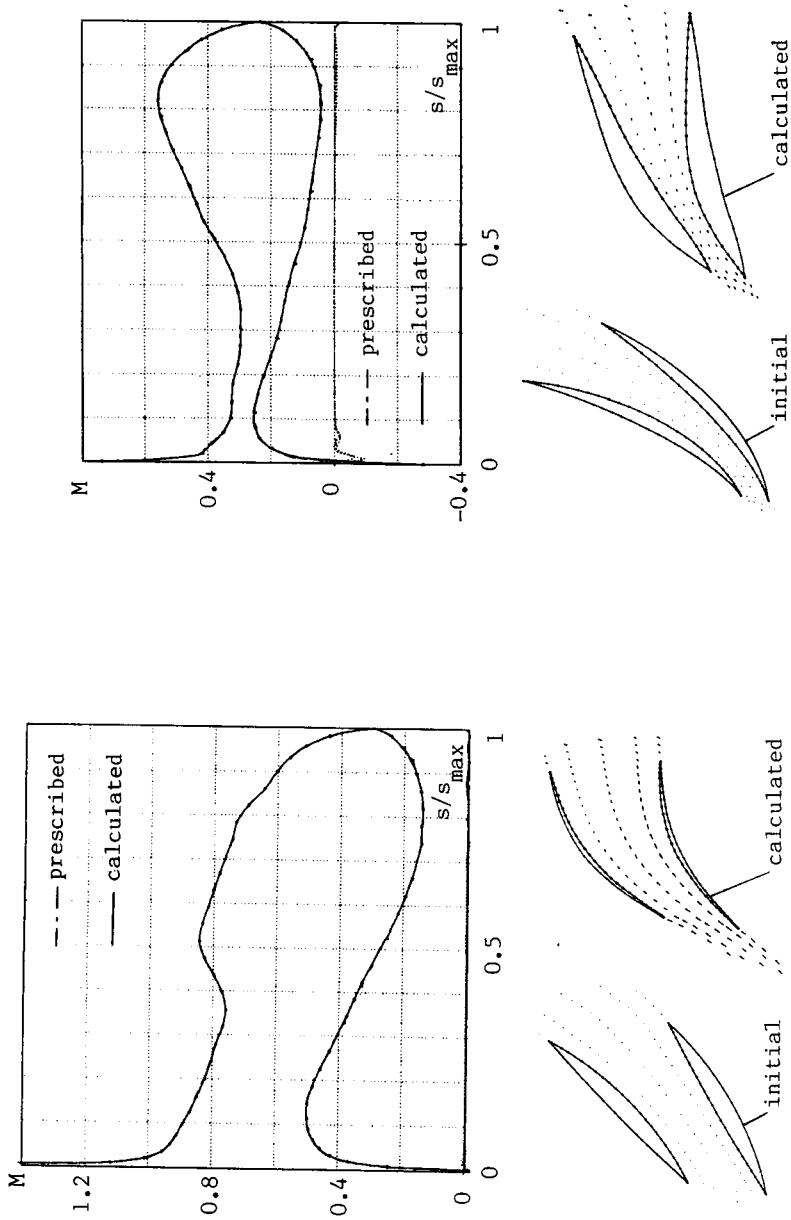 M
0.4
0
-0.4
0
0.5
1
s/s max
prescribed
calculated
initial
calculated
M
1.2
0.8
0.4
0
0
0.5
1
s/s max
prescribed
calculated
initial
calculated